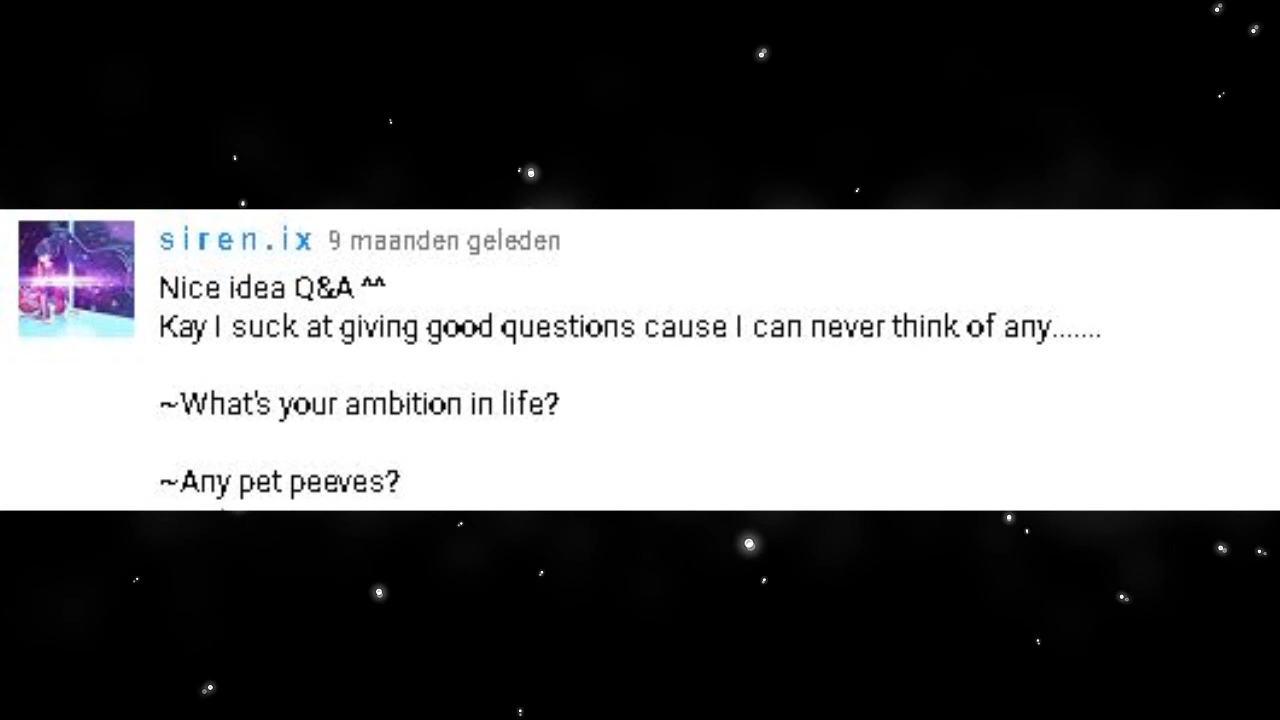 siren.ix 9 maanden geleden
Nice idea Q&A ^^
Kay I suck at giving good questions cause I can never think of any.......
~What's your ambition in life?
~Any pet peeves?